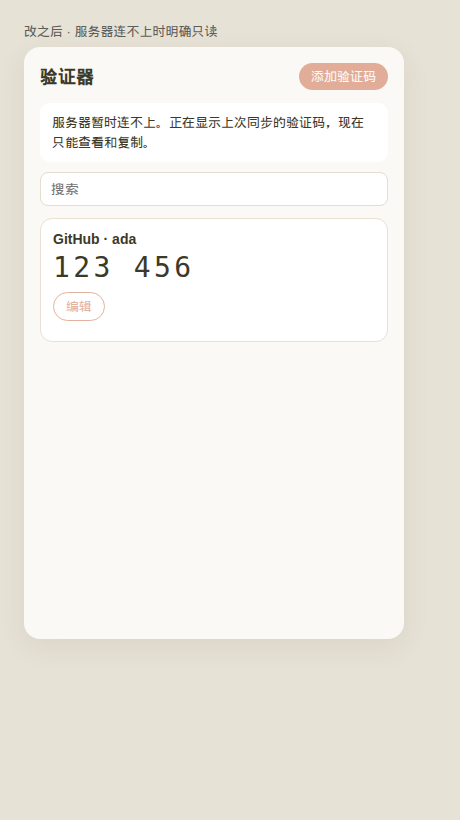 改之后 · 服务器连不上时明确只读
验证器
添加验证码
服务器暂时连不上。正在显示上次同步的验证码，现在
只能查看和复制。
搜索
GitHub · ada
123 456
编辑